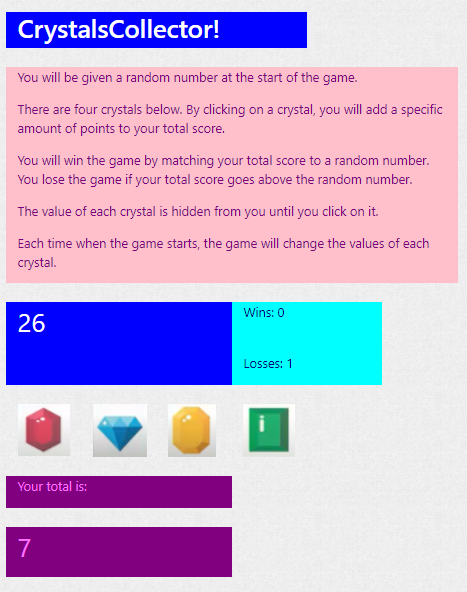 CrystalsCollector!
You will be given a random number at the start of the game.
There are four crystals below. By clicking on a crystal, you will add a specific
amount of points to your total score.
You will win the game by matching your total score to a random number.
You lose the game if your total score goes above the random number.
The value of each crystal is hidden from you until you click on it.
Each time when the game starts, the game will change the values of each
crystal.
26
Wins: 0
Losses: 1
Your total is:
7